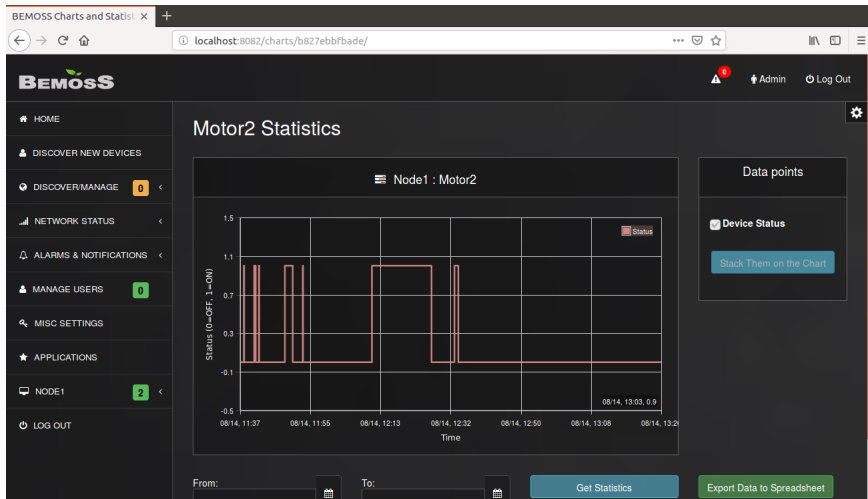 BEMOSS Charts and Statist
localhost:8082/charts/b827ebbfbade/
BEMOSS
0
Admin
Log Out
HOME
DISCOVER NEW DEVICES
DISCOVER/MANAGE 0
NETWORK STATUS
ALARMS & NOTIFICATIONS
MANAGE USERS 0
MISC SETTINGS
APPLICATIONS
NODE1 2
LOG OUT
Motor2 Statistics
Node1 : Motor2
Status
1.5
1.1
0.7
0.3
-0.1
-0.5
Status (0=OFF, 1=ON)
08/14, 13:03, 0.9
08/14, 11:37 08/14, 11:55 08/14, 12:13 08/14, 12:32 08/14, 12:50 08/14, 13:08 08/14, 13:26
Time
Data points
Device Status
Stack Them on the Chart
From:
To:
Get Statistics
Export Data to Spreadsheet